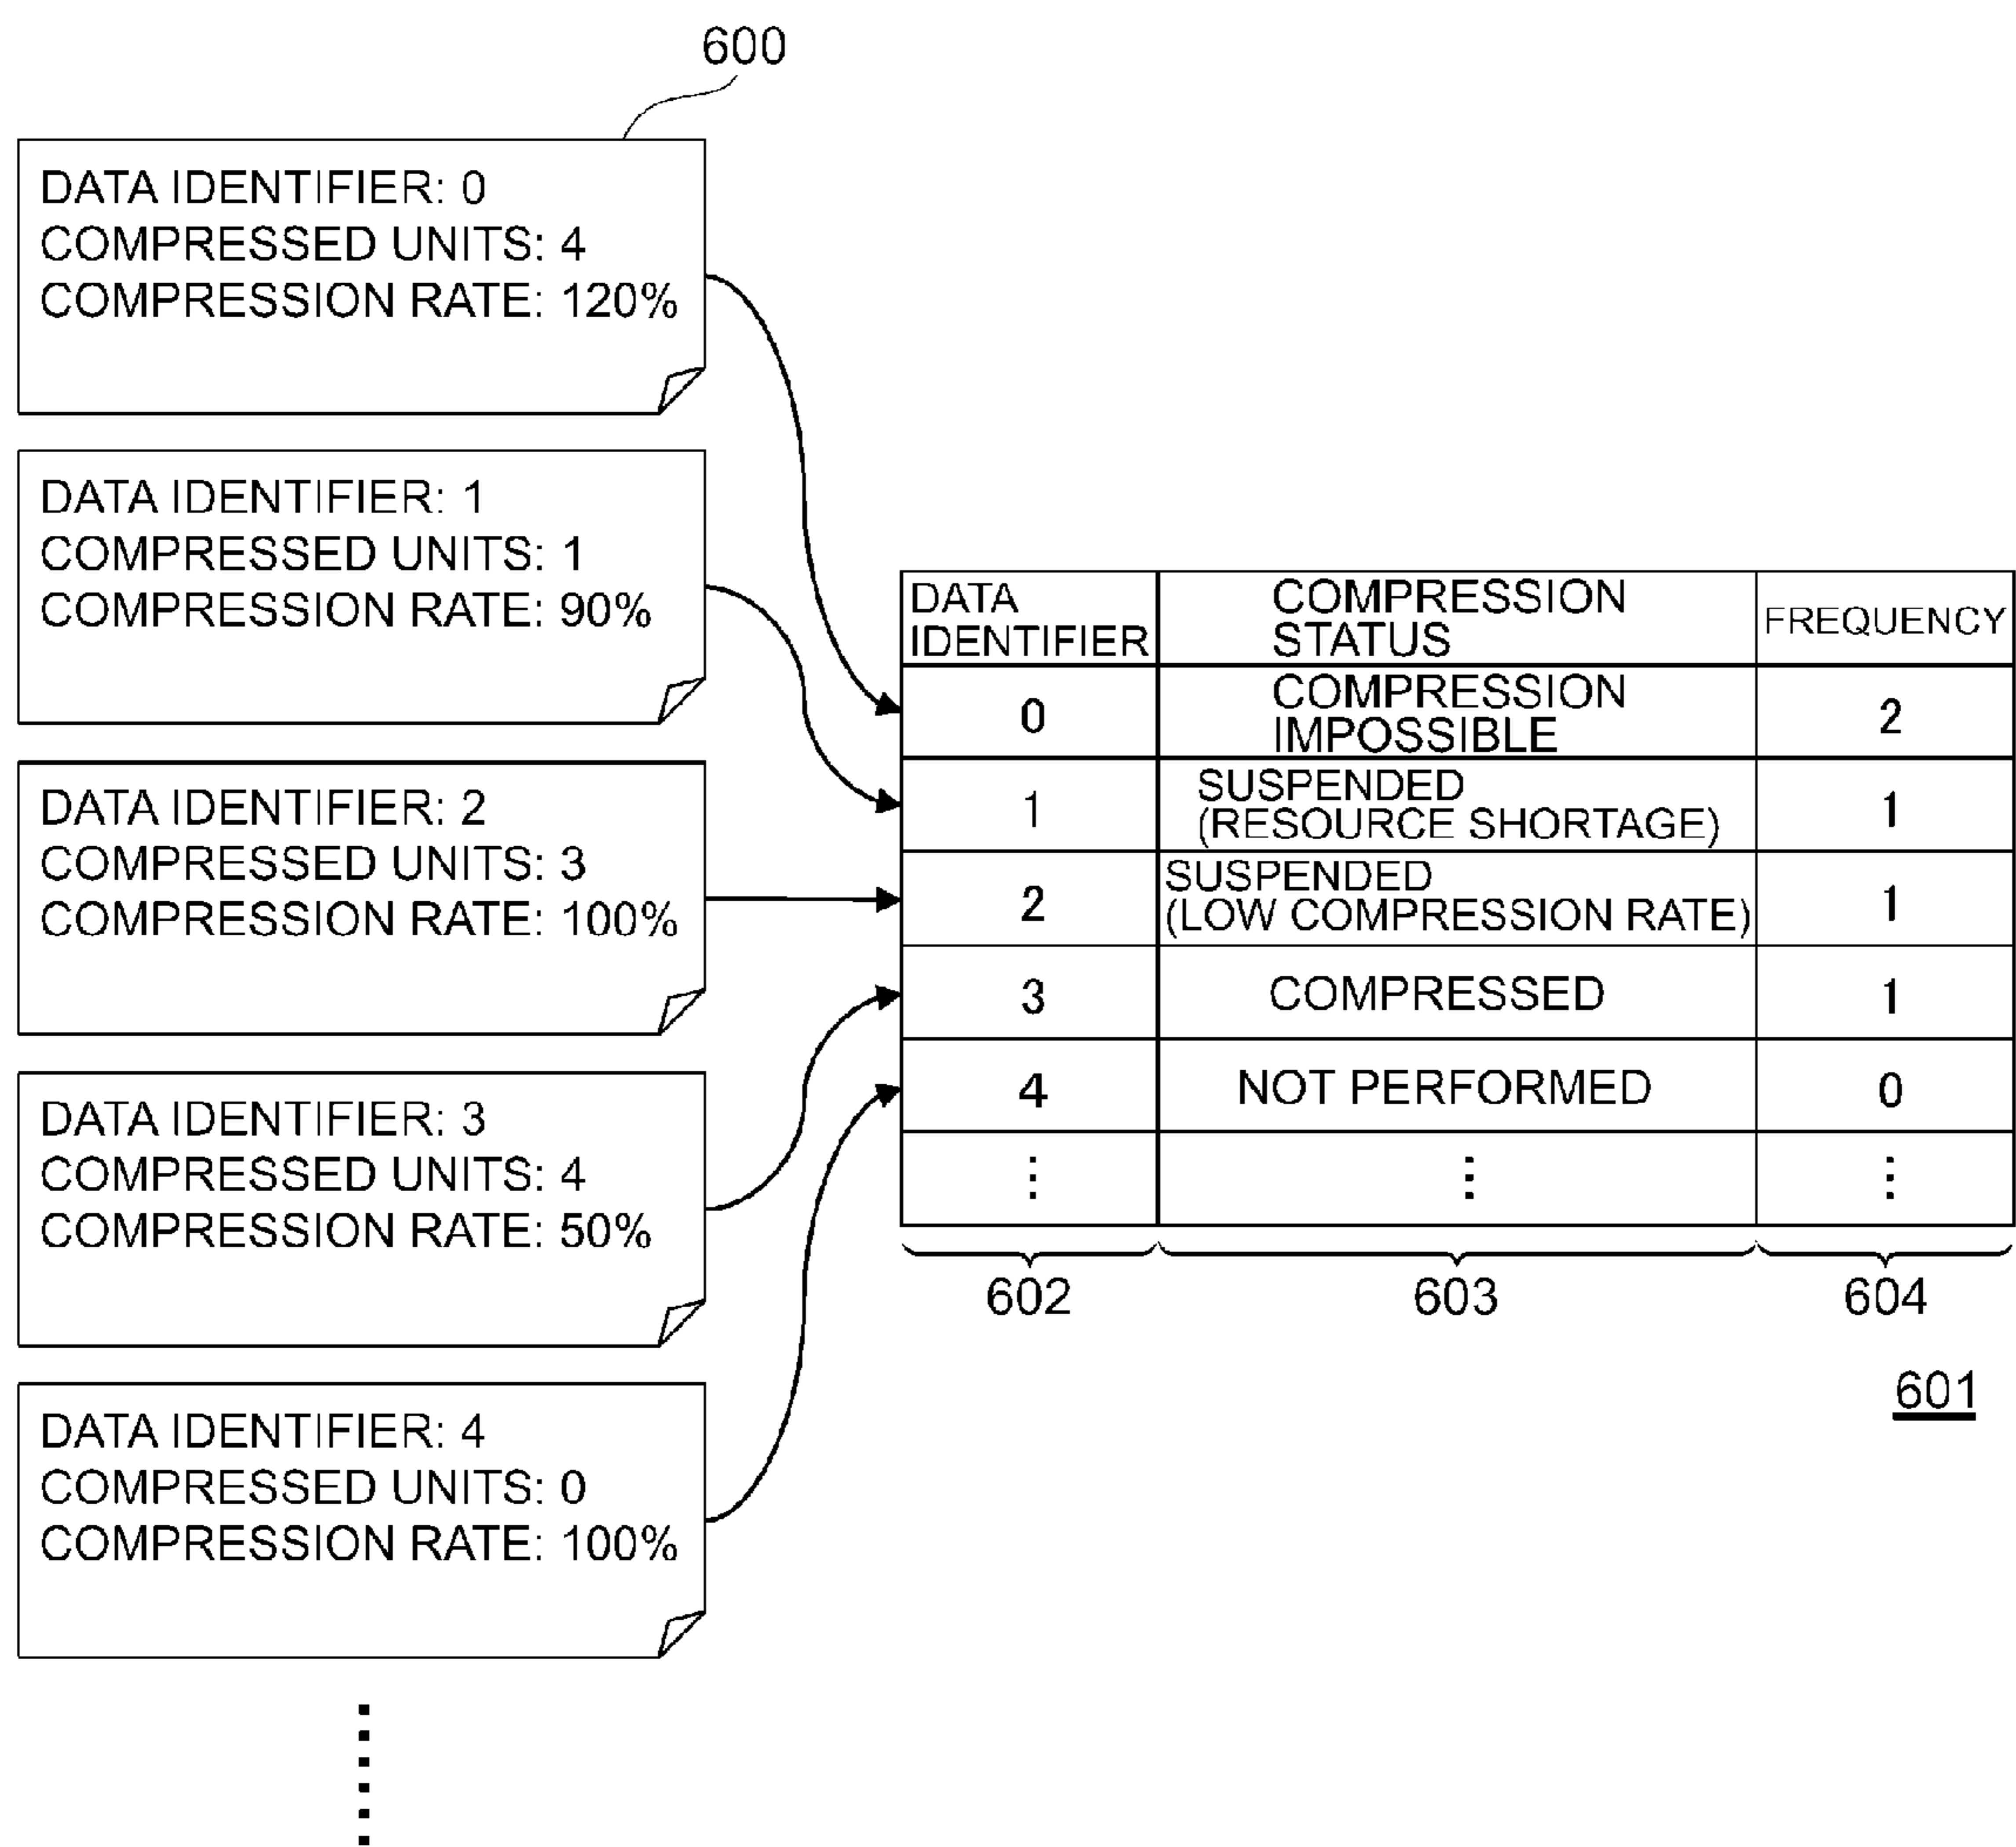 600
DATA IDENTIFIER: 0
COMPRESSED UNITS: 4
COMPRESSION RATE: 120%
DATA IDENTIFIER: 1
COMPRESSED UNITS: 1
COMPRESSION RATE: 90%
DATA IDENTIFIER: 2
COMPRESSED UNITS: 3
COMPRESSION RATE: 100%
DATA IDENTIFIER: 3
COMPRESSED UNITS: 4
COMPRESSION RATE: 50%
DATA IDENTIFIER: 4
COMPRESSED UNITS: 0
COMPRESSION RATE: 100%
DATA
IDENTIFIER
COMPRESSION
STATUS
FREQUENCY
0
COMPRESSION
IMPOSSIBLE
2
1
SUSPENDED
(RESOURCE SHORTAGE)
1
2
SUSPENDED
(LOW COMPRESSION RATE)
1
3
COMPRESSED
1
4
NOT PERFORMED
0
602
603
604
601